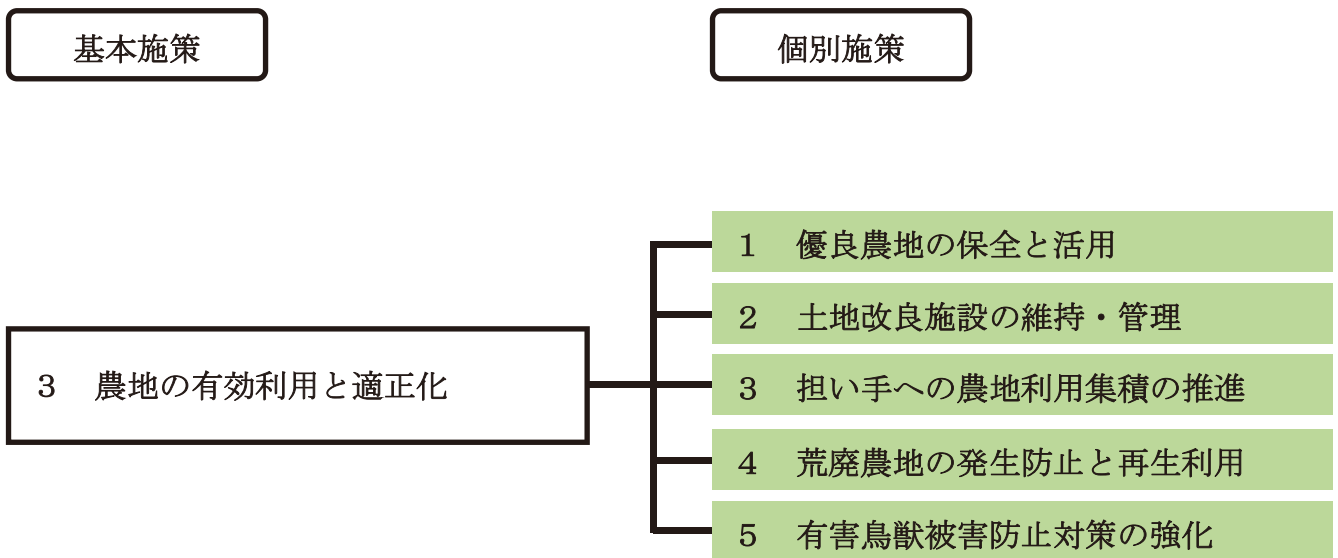 基本施策
個別施策
3 農地の有効利用と適正化
1 優良農地の保全と活用
2 土地改良施設の維持・管理
3 担い手への農地利用集積の推進
4 荒廃農地の発生防止と再生利用
5 有害鳥獣被害防止対策の強化